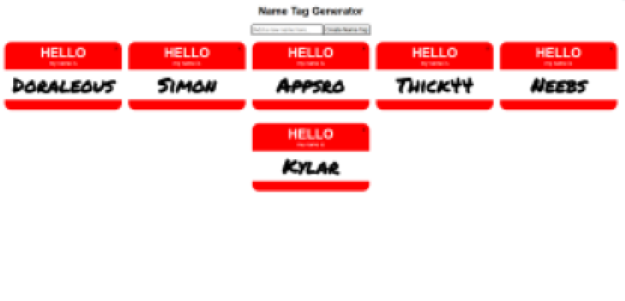 Name Tag Generator
Create Name Tag
HELLO HELLO HELLO HELLO HELLO
my name is my name is my name is my name is my name is
Doraleous Simon Appsro Thick44 Neebs
HELLO
my name is
Kylar